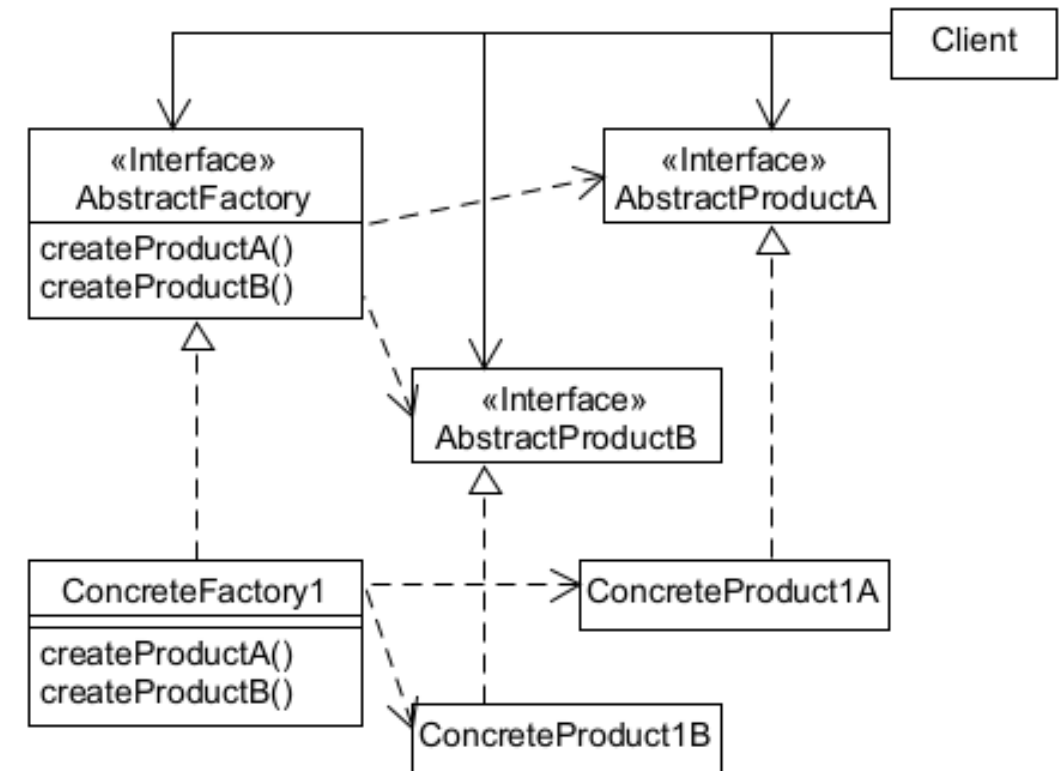 Client
«Interface»
AbstractFactory
createProductA()
createProductB()
«Interface»
AbstractProductA
«Interface»
AbstractProductB
ConcreteFactory1
createProductA()
createProductB()
ConcreteProduct1A
ConcreteProduct1B